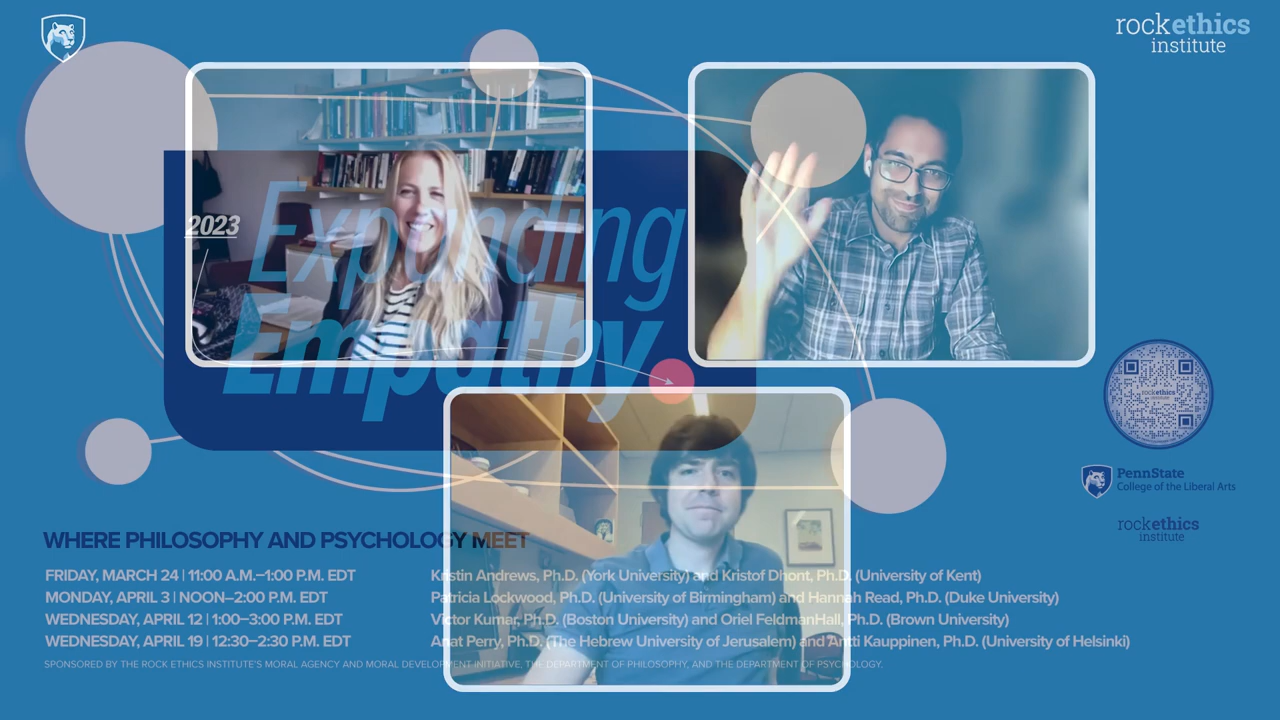 rockethics
institute
2023
Expanding
Empathy
rockethics
institute
PennState
College of the Liberal Arts
rockethics
institute
WHERE PHILOSOPHY AND PSYCHOLOGY MEET
FRIDAY, MARCH 24 | 11:00 A.M.–1:00 P.M. EDT Kristin Andrews, Ph.D. (York University) and Kristof Dhont, Ph.D. (University of Kent)
MONDAY, APRIL 3 | NOON–2:00 P.M. EDT Patricia Lockwood, Ph.D. (University of Birmingham) and Hannah Read, Ph.D. (Duke University)
WEDNESDAY, APRIL 12 | 1:00–3:00 P.M. EDT Victor Kumar, Ph.D. (Boston University) and Oriel FeldmanHall, Ph.D. (Brown University)
WEDNESDAY, APRIL 19 | 12:30–2:30 P.M. EDT Anat Perry, Ph.D. (The Hebrew University of Jerusalem) and Antti Kauppinen, Ph.D. (University of Helsinki)
SPONSORED BY THE ROCK ETHICS INSTITUTE'S MORAL AGENCY AND MORAL DEVELOPMENT INITIATIVE, THE DEPARTMENT OF PHILOSOPHY, AND THE DEPARTMENT OF PSYCHOLOGY.